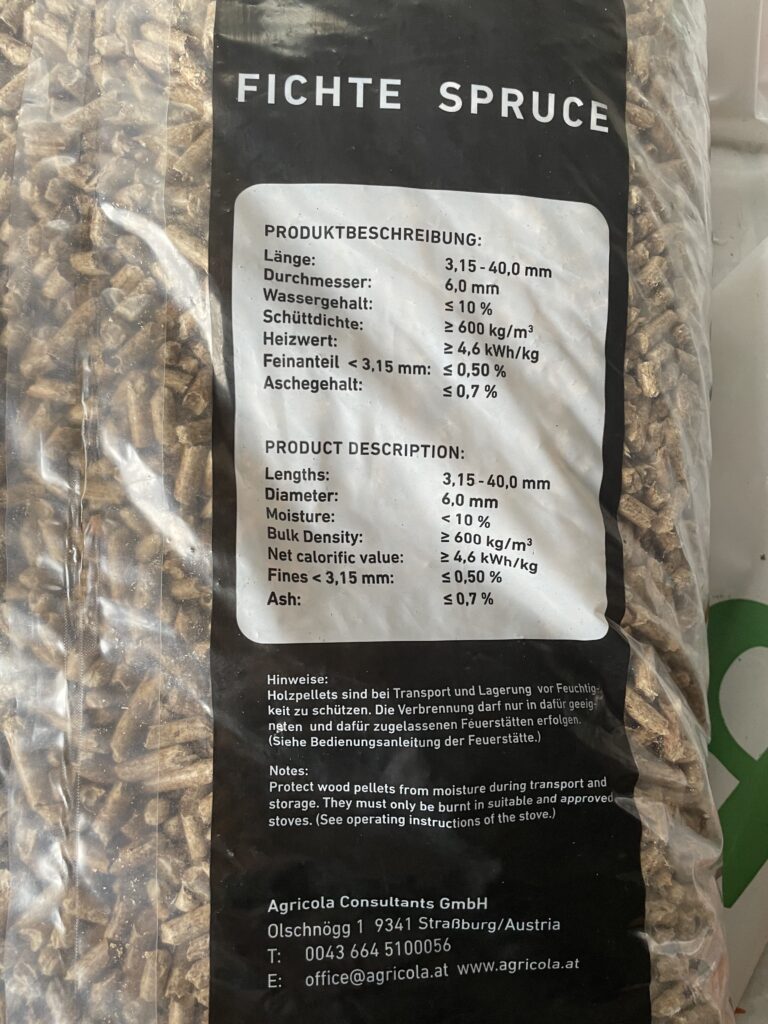 FICHTE SPRUCE
PRODUKTBESCHREIBUNG:
Länge: 3,15 - 40,0 mm
Durchmesser: 6,0 mm
Wassergehalt: ≤ 10 %
Schüttdichte: ≥ 600 kg/m³
Heizwert: ≥ 4,6 kWh/kg
Feinanteil < 3,15 mm: ≤ 0,50 %
Aschegehalt: ≤ 0,7 %
PRODUCT DESCRIPTION:
Lengths: 3,15 - 40,0 mm
Diameter: 6,0 mm
Moisture: < 10 %
Bulk Density: ≥ 600 kg/m³
Net calorific value: ≥ 4,6 kWh/kg
Fines < 3,15 mm: ≤ 0,50 %
Ash: ≤ 0,7 %
Hinweise:
Holzpellets sind bei Transport und Lagerung vor Feuchtig-
keit zu schützen. Die Verbrennung darf nur in dafür geeig-
neten und dafür zugelassenen Feuerstätten erfolgen.
(Siehe Bedienungsanleitung der Feuerstätte.)
Notes:
Protect wood pellets from moisture during transport and
storage. They must only be burnt in suitable and approved
stoves. (See operating instructions of the stove.)
Agricola Consultants GmbH
Olschnögg 1 9341 Straßburg/Austria
T: 0043 664 5100056
E: office@agricola.at www.agricola.at